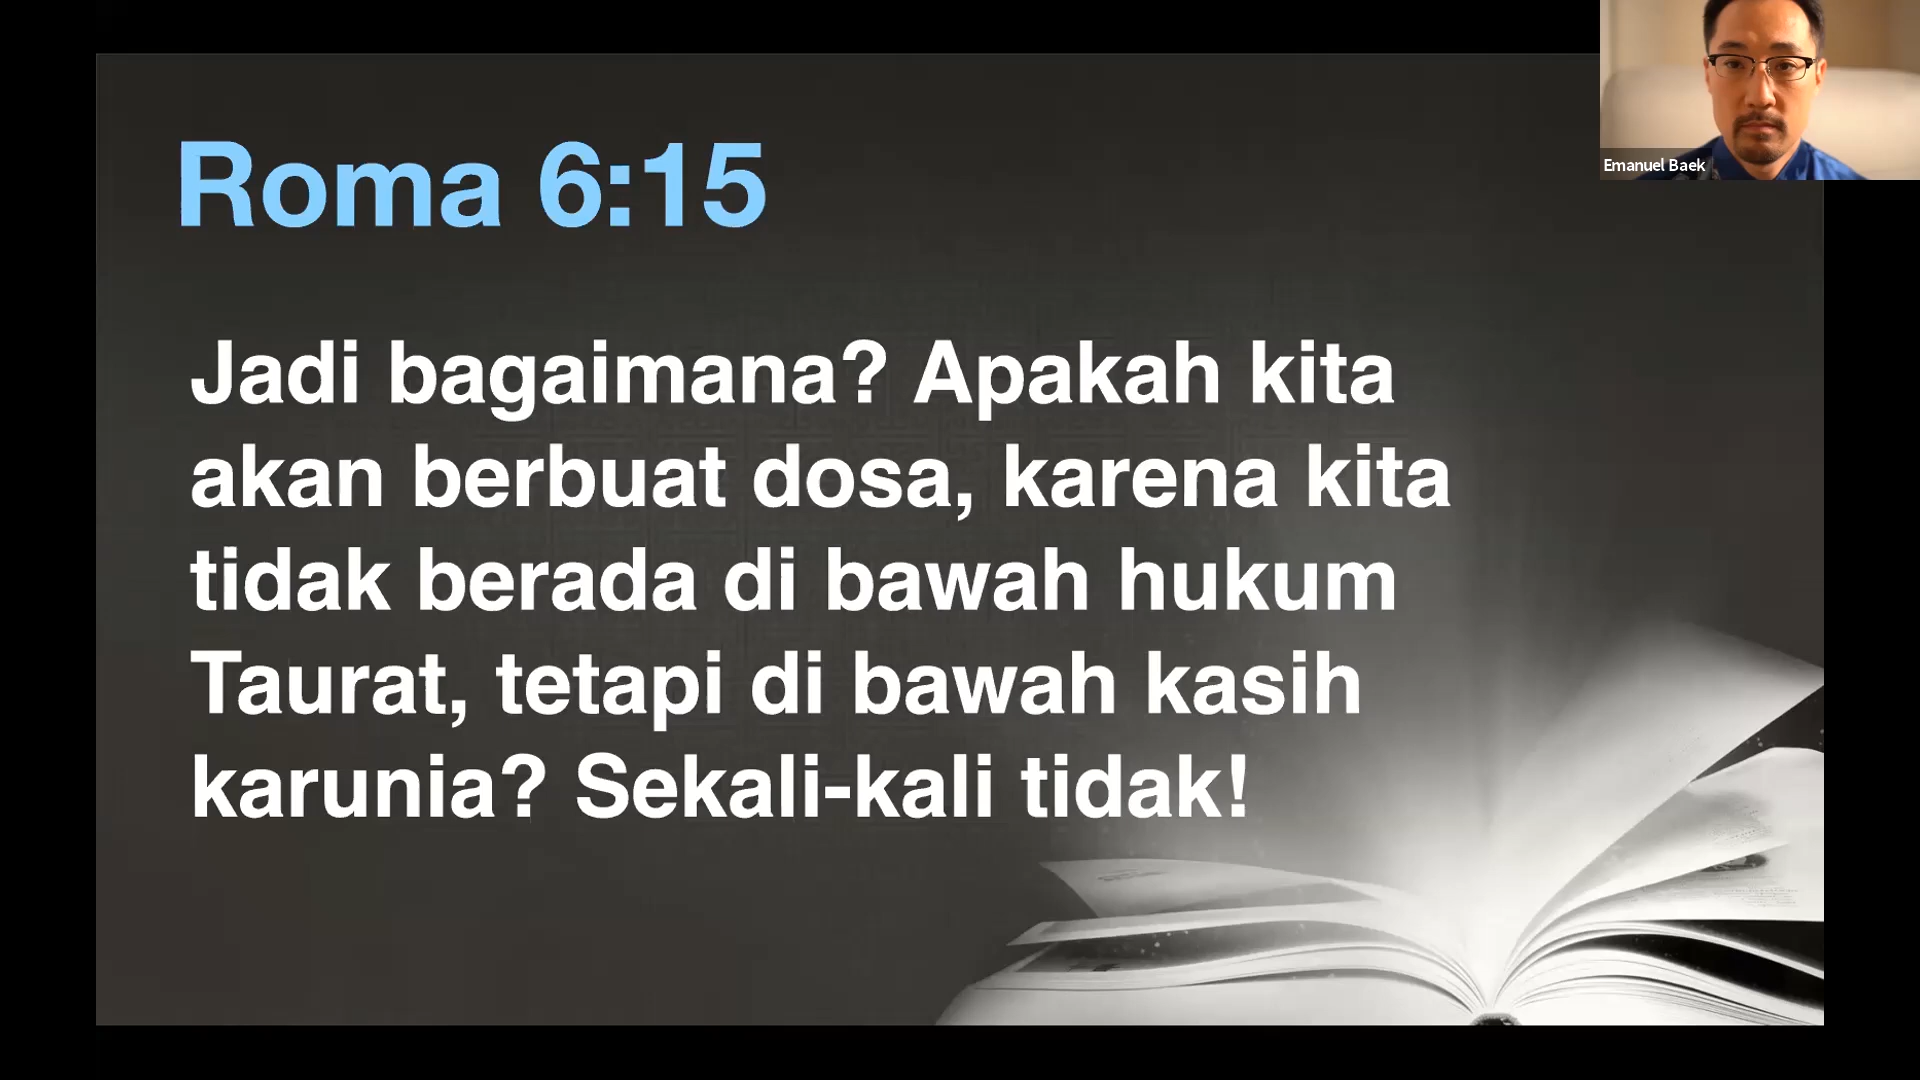 Roma 6:15
Jadi bagaimana? Apakah kita
akan berbuat dosa, karena kita
tidak berada di bawah hukum
Taurat, tetapi di bawah kasih
karunia? Sekali-kali tidak!
Emanuel Baek